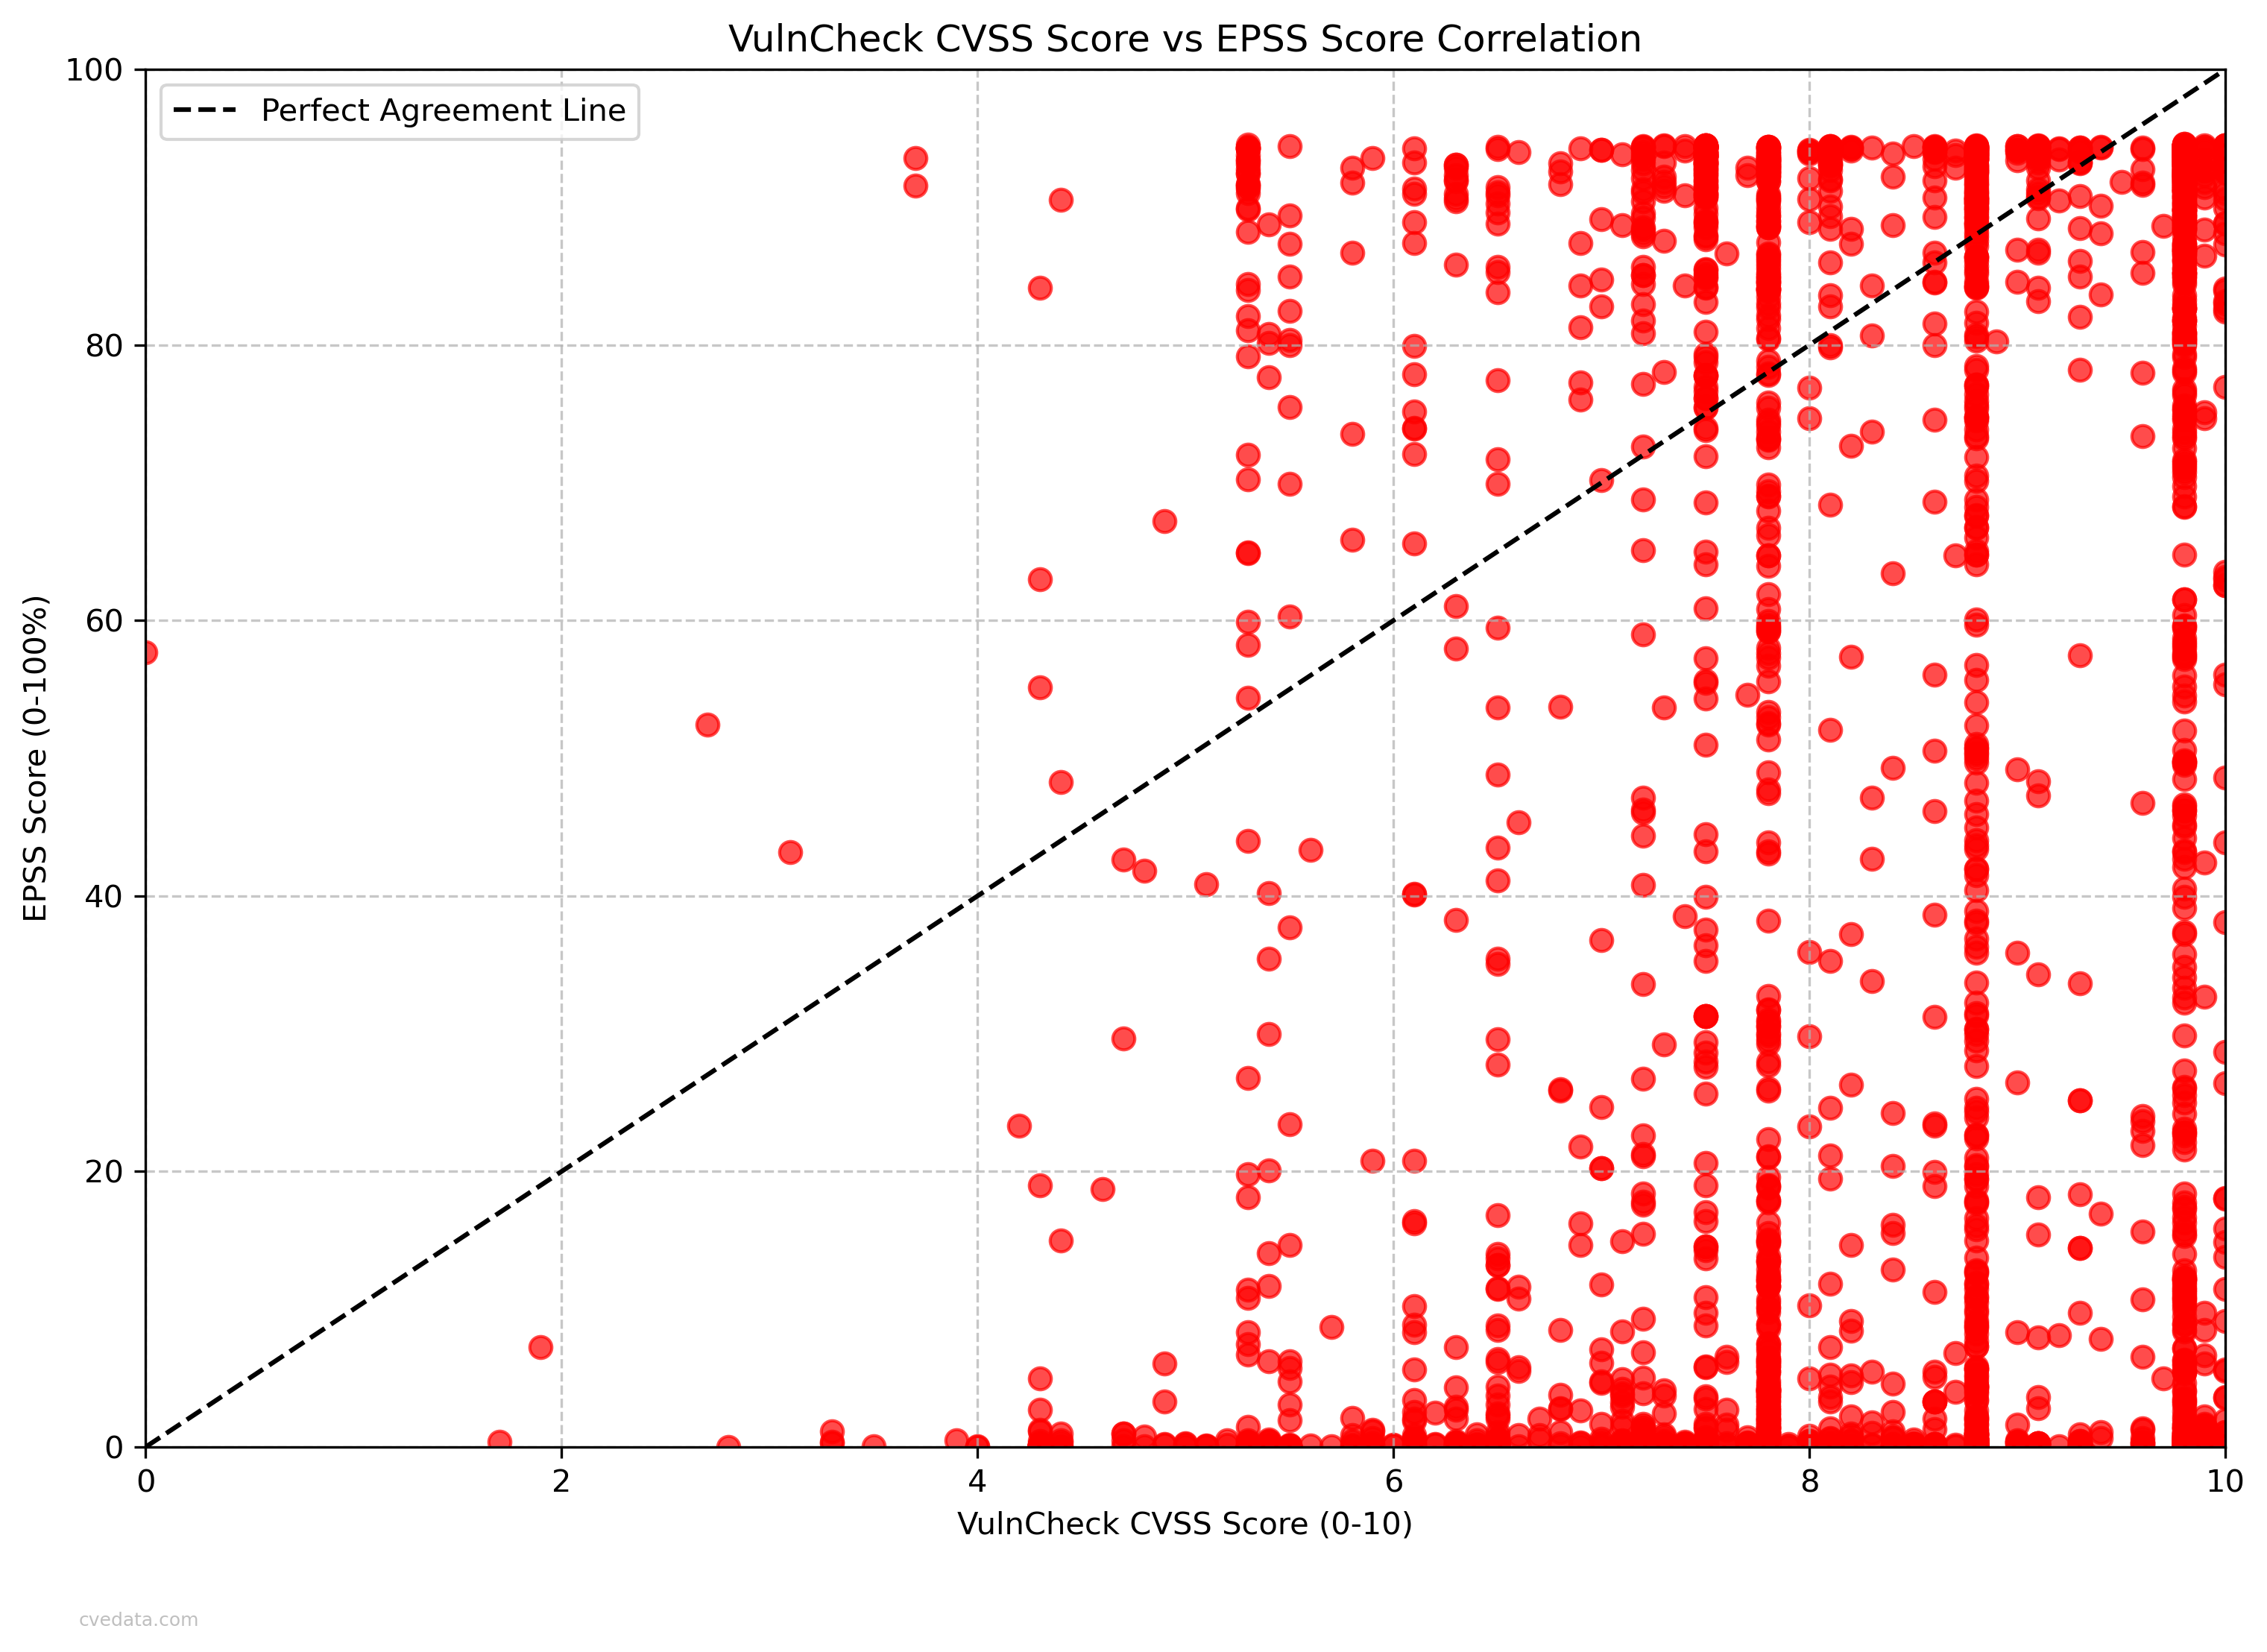 VulnCheck CVSS Score vs EPSS Score Correlation
Perfect Agreement Line
100
80
60
40
20
0
EPSS Score (0-100%)
0 2 4 6 8 10
VulnCheck CVSS Score (0-10)
cvedata.com